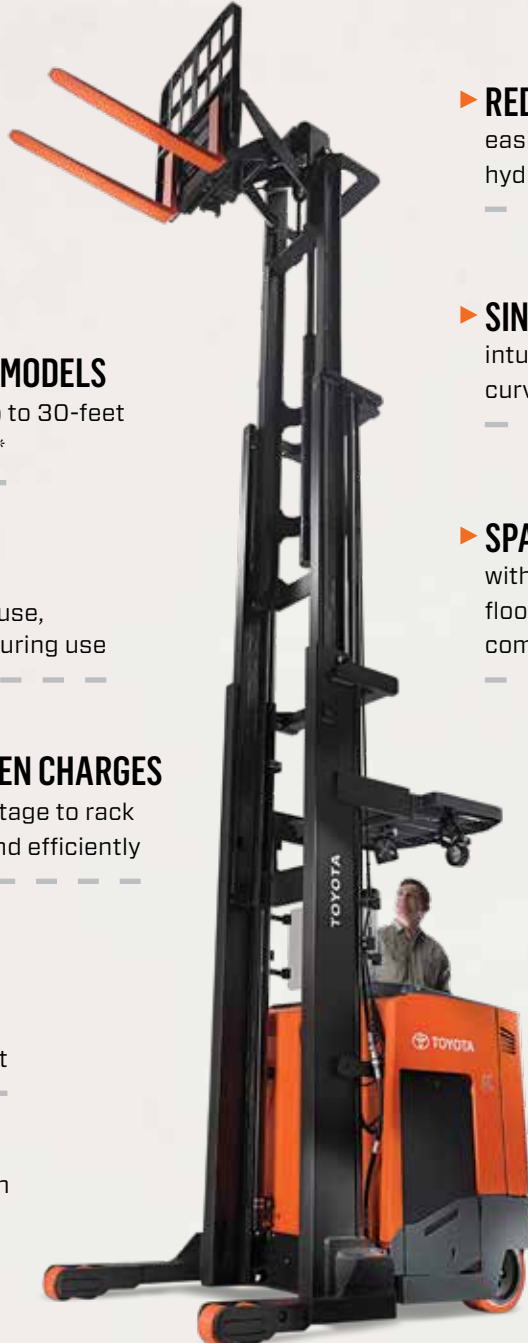 MODELS
to 30-feet
*
use,
uring use
EN CHARGES
tage to rack
nd efficiently
t
n
RED
eas
hyd
SIN
intu
curv
SPA
with
floo
com
TOYOTA
TOYOTA